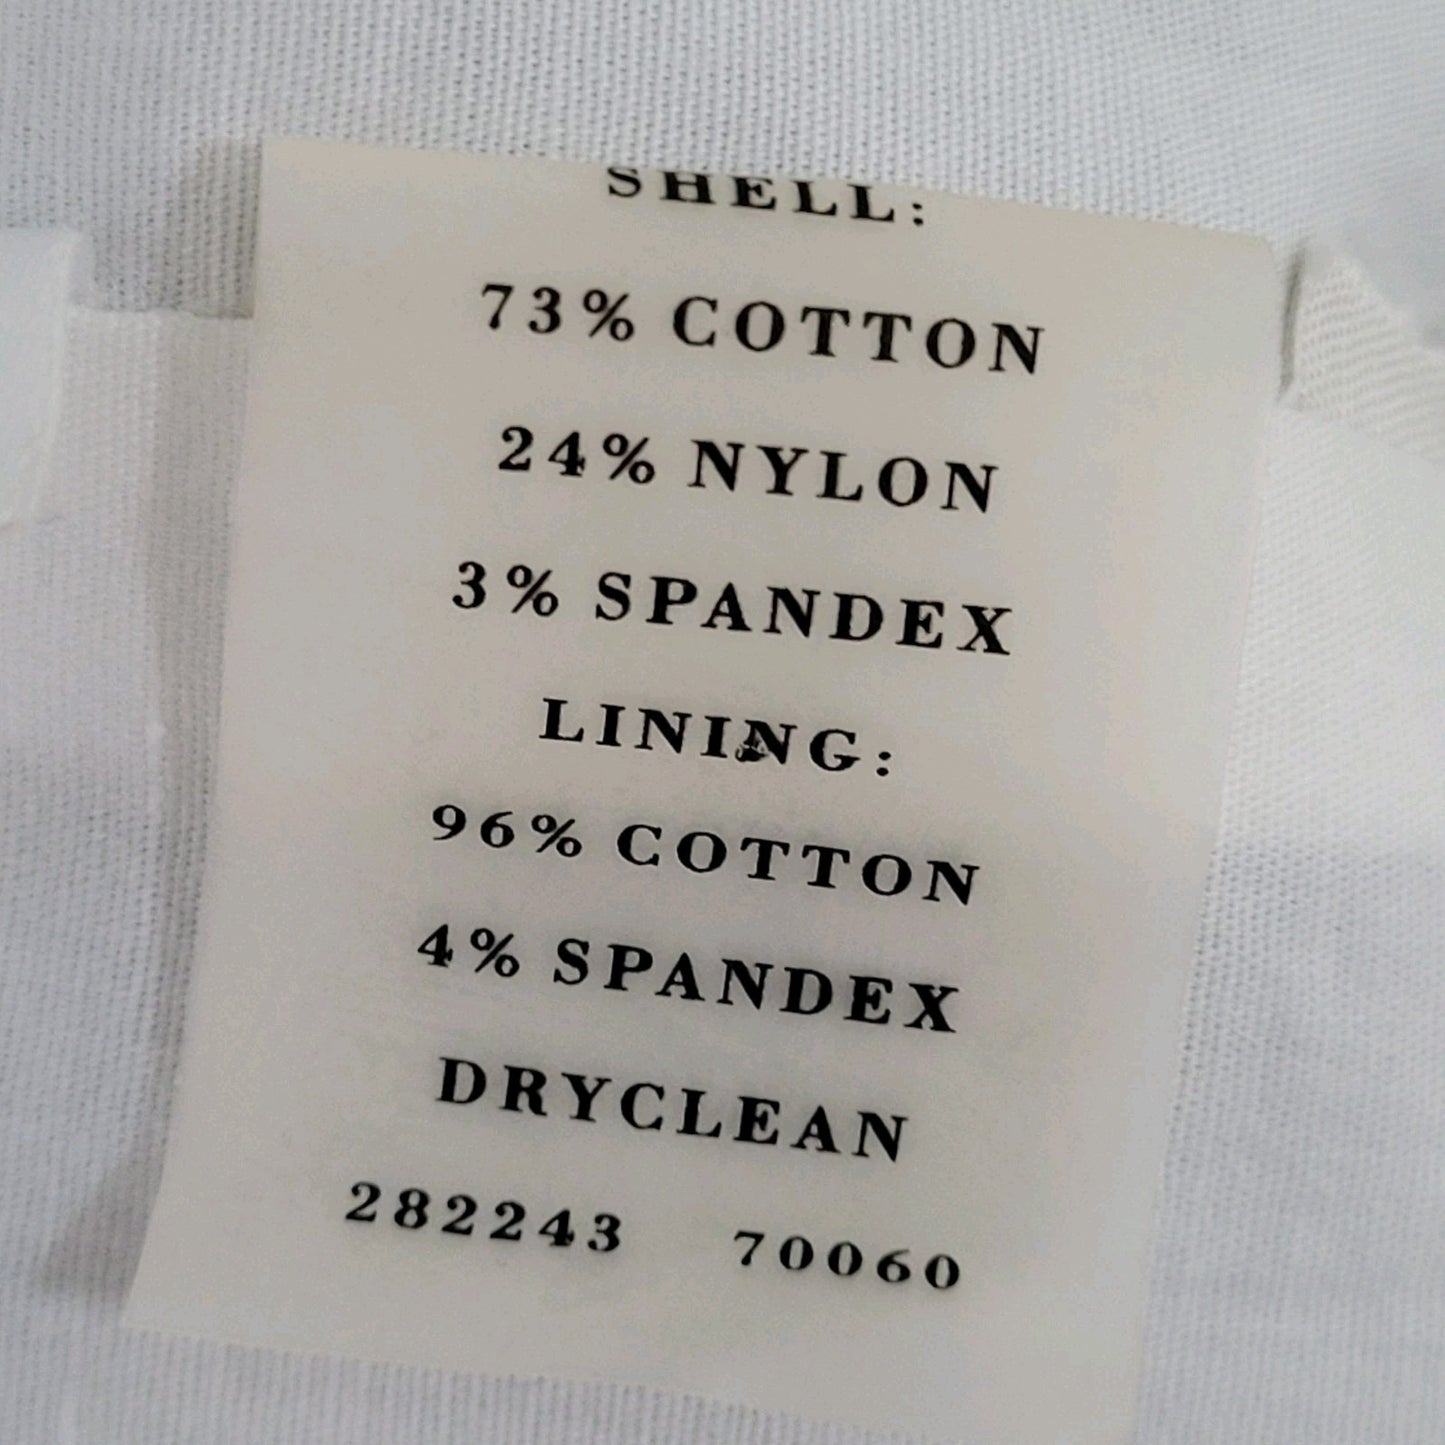 SHELL:
73% COTTON
24% NYLON
3% SPANDEX
LINING:
96% COTTON
4% SPANDEX
DRYCLEAN
282243 70060